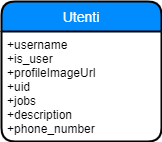 Utenti
+username
+is_user
+profileImageUrl
+uid
+jobs
+description
+phone_number